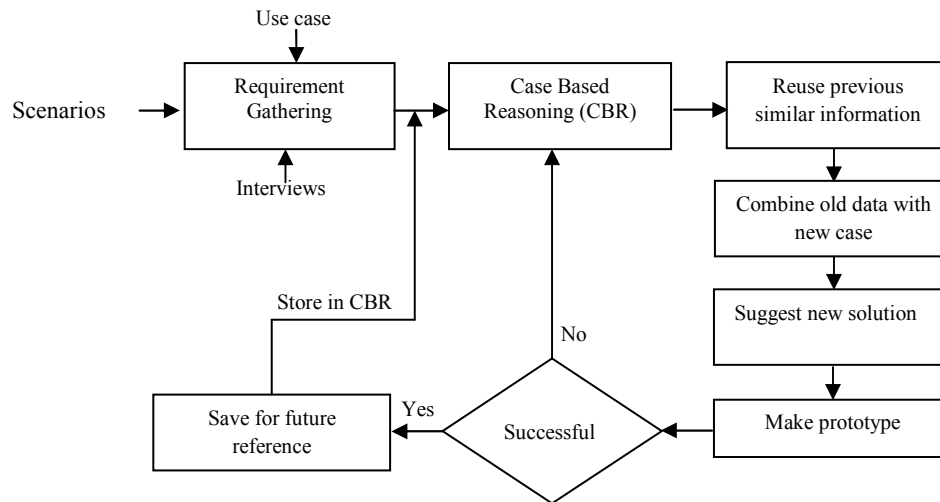 Use case
Scenarios
Requirement
Gathering
Interviews
Case Based
Reasoning (CBR)
Reuse previous
similar information
Combine old data with
new case
Suggest new solution
Make prototype
Successful
No
Yes
Save for future
reference
Store in CBR